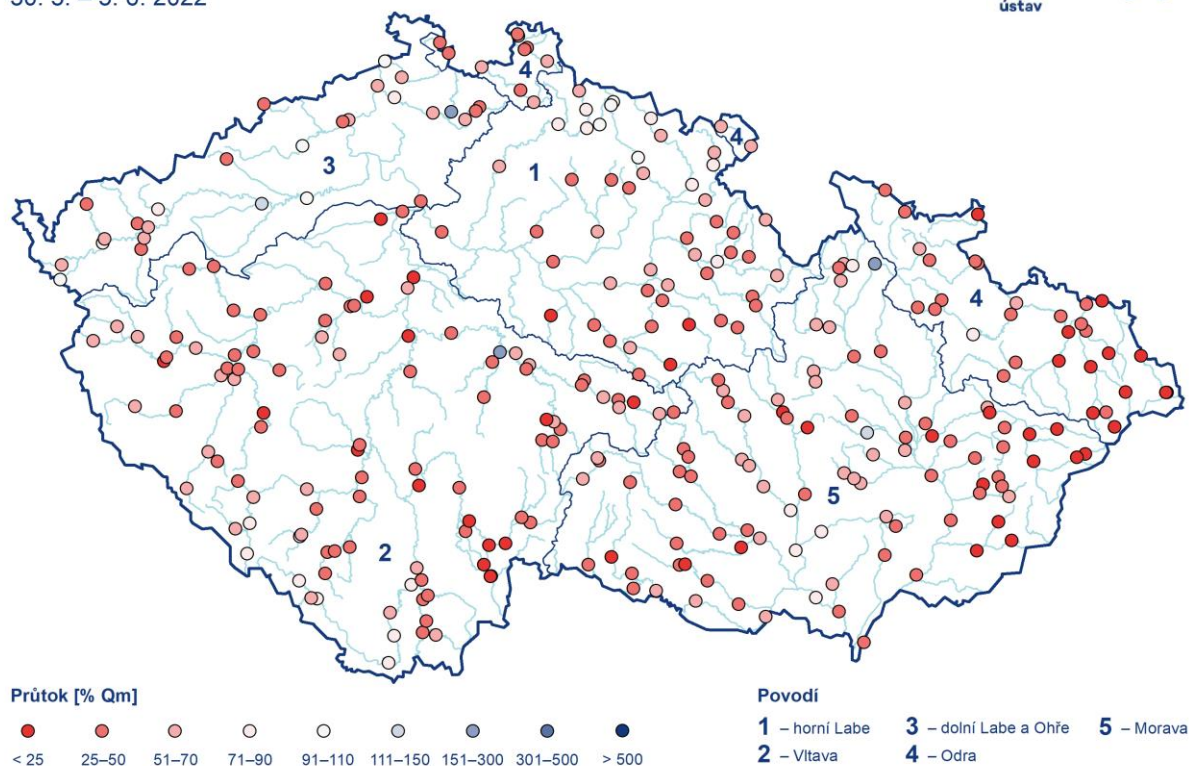 ústav
4
4
3
1
4
5
2
Průtok [% Qm]
< 25 25–50 51–70 71–90 91–110 111–150 151–300 301–500 > 500
Povodí
1 – horní Labe 3 – dolní Labe a Ohře 5 – Morava
2 – Vltava 4 – Odra